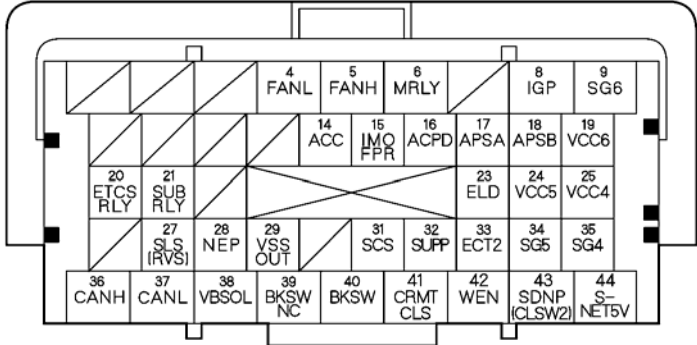 4 5 6 8 9
FANL FANH MRLY IGP SG6
14 15 16 17 18 19
ACC IMO FPR ACPD APSA APSB VCC6
20 21 23 24 25
ETCS RLY SUB RLY ELD VCC5 VCC4
27 28 29 31 32 33 34 35
SLS (RVS) NEP VSS OUT SCS SUPP ECT2 SG5 SG4
36 37 38 39 40 41 42 43 44
CANH CANL VBSOL BKSW NC BKSW CRMT CLS WEN SDNP (CLSW2) S-NET5V